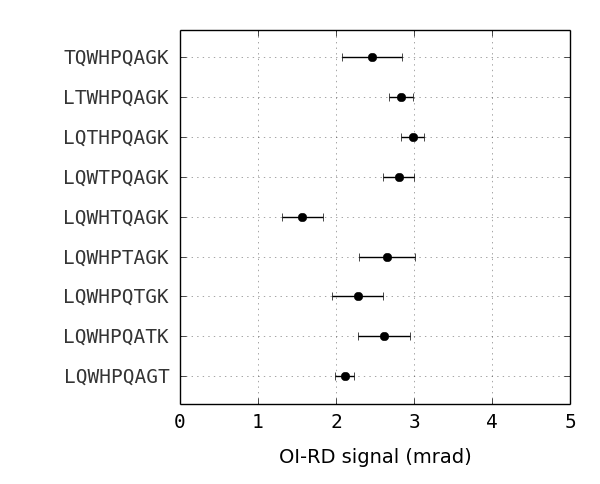 TQWHPQAGK
LTWHPQAGK
LQTHPQAGK
LQWTPQAGK
LQWHTQAGK
LQWHPTAGK
LQWHPQTGK
LQWHPQATK
LQWHPQAGT
0 1 2 3 4 5
OI-RD signal (mrad)